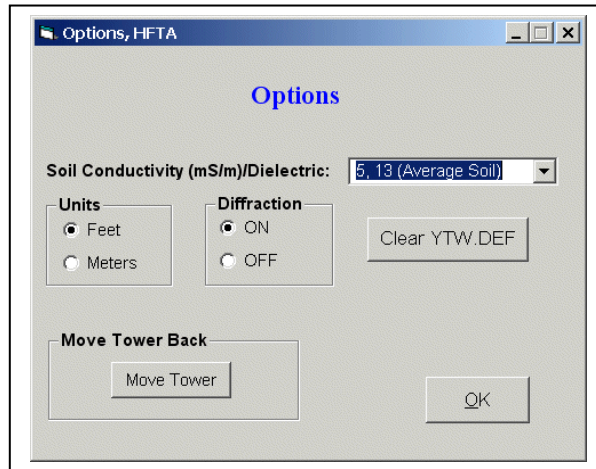 Options, HFTA
Options
Soil Conductivity (mS/m)/Dielectric: 5, 13 (Average Soil)
Units
Feet
Meters
Diffraction
ON
OFF
Clear YTW.DEF
Move Tower Back
Move Tower
OK